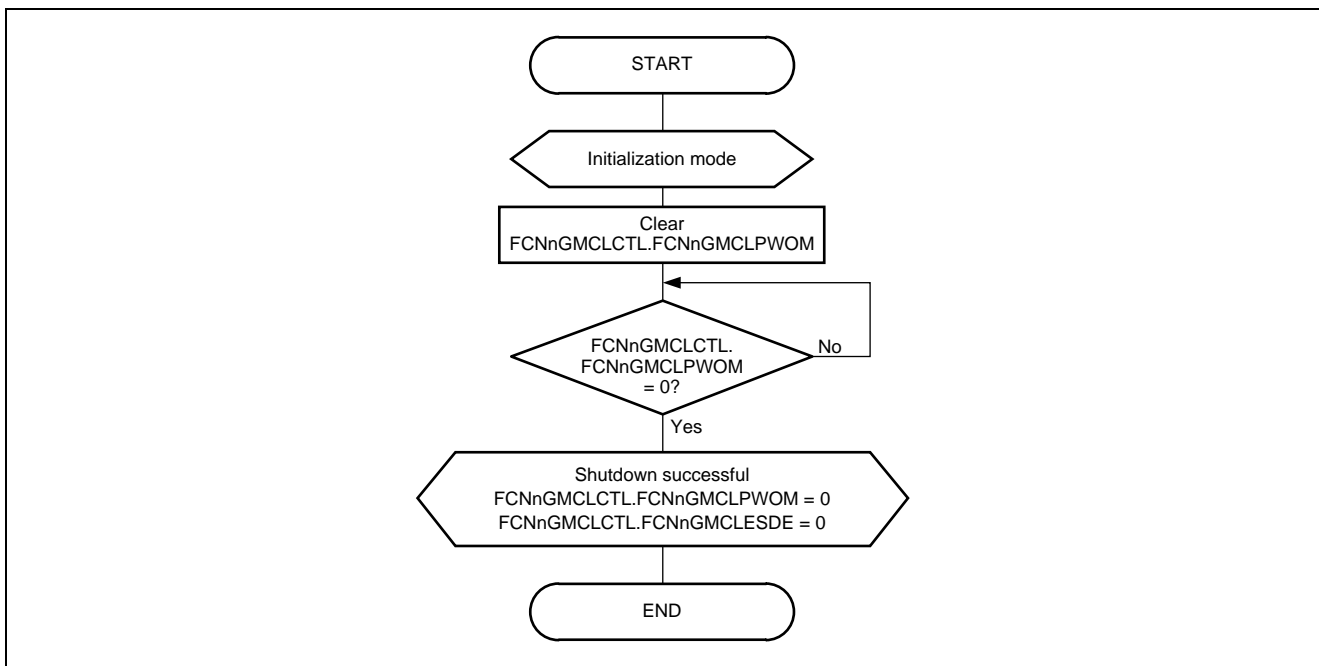 START
Initialization mode
Clear
FCNnGMCLCTL.FCNnGMCLPWOM
FCNnGMCLCTL.
FCNnGMCLPWOM
= 0?
No
Yes
Shutdown successful
FCNnGMCLCTL.FCNnGMCLPWOM = 0
FCNnGMCLCTL.FCNnGMCLESDE = 0
END